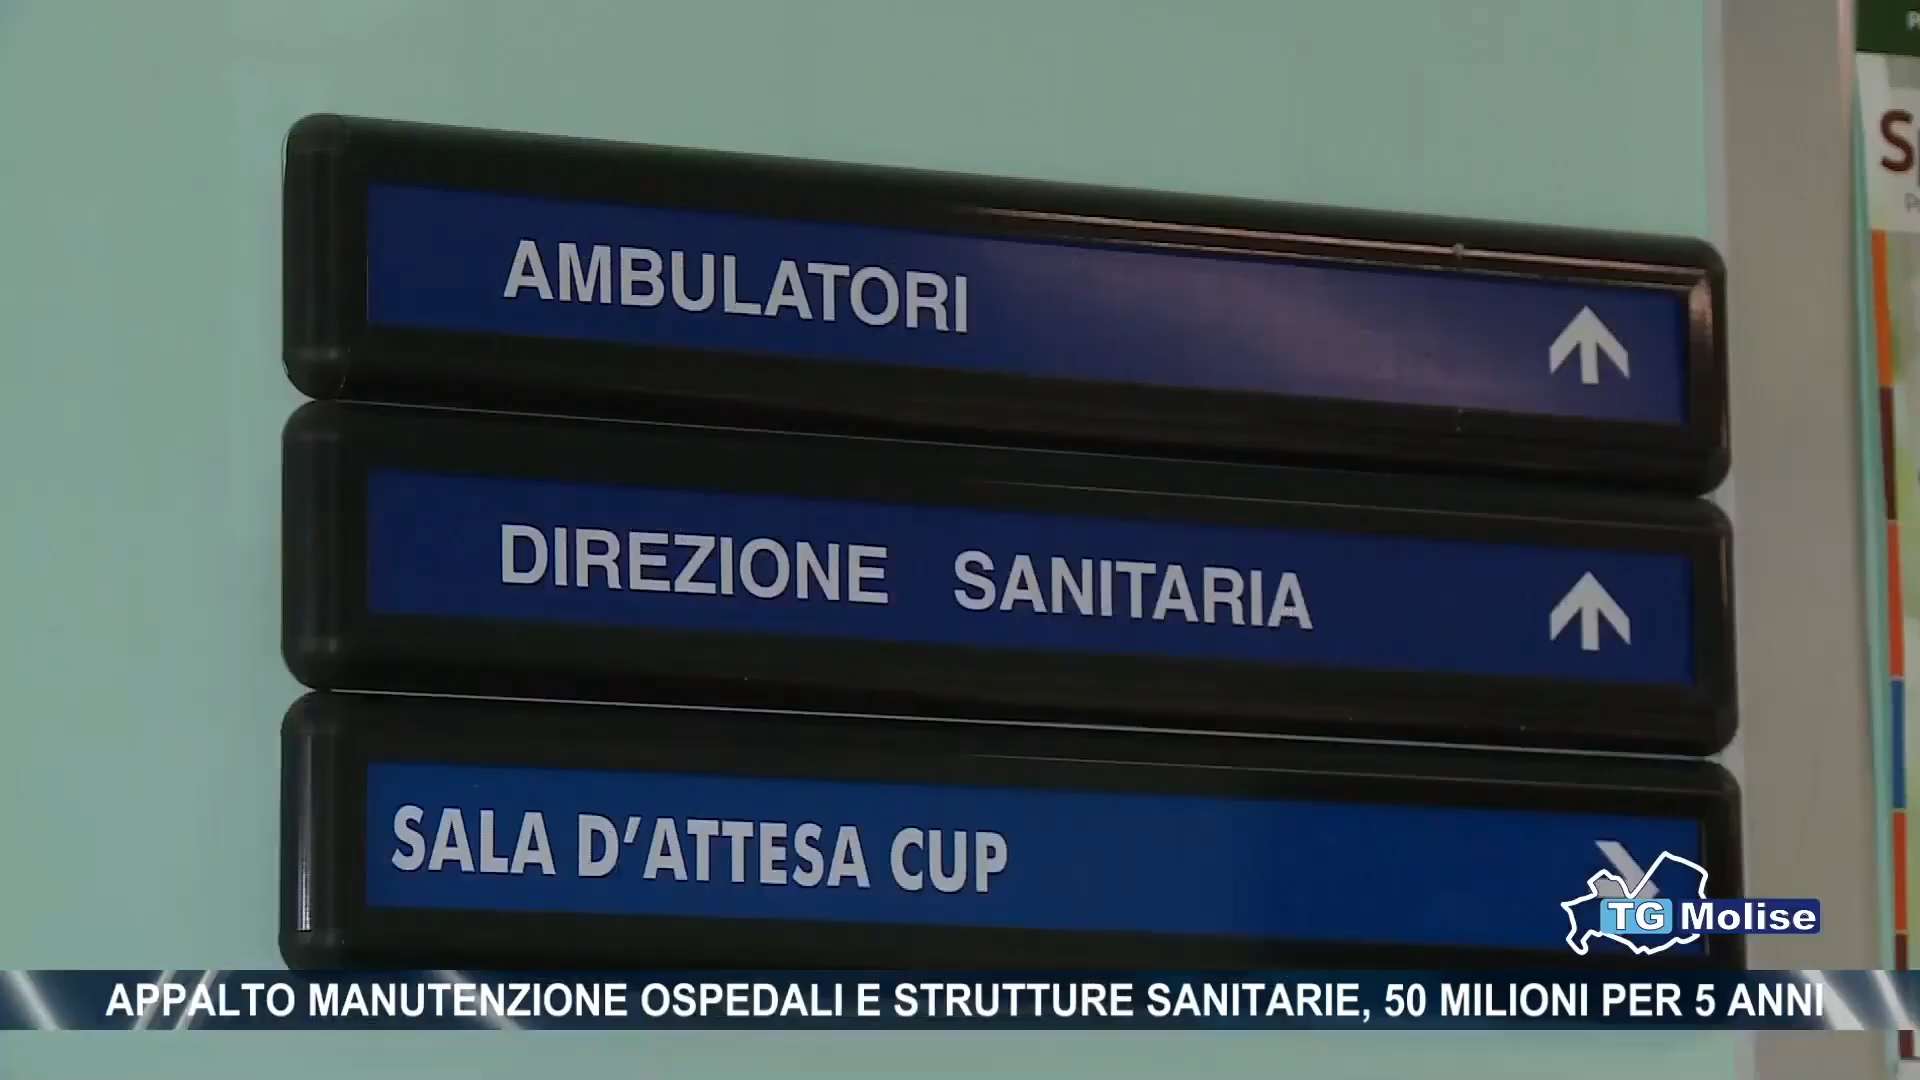 AMBULATORI
DIREZIONE SANITARIA
SALA D'ATTESA CUP
TG Molise
APPALTO MANUTENZIONE OSPEDALI E STRUTTURE SANITARIE, 50 MILIONI PER 5 ANNI